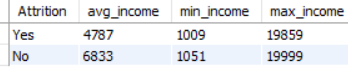 Attrition avg_income min_income max_income
Yes 4787 1009 19859
No 6833 1051 19999